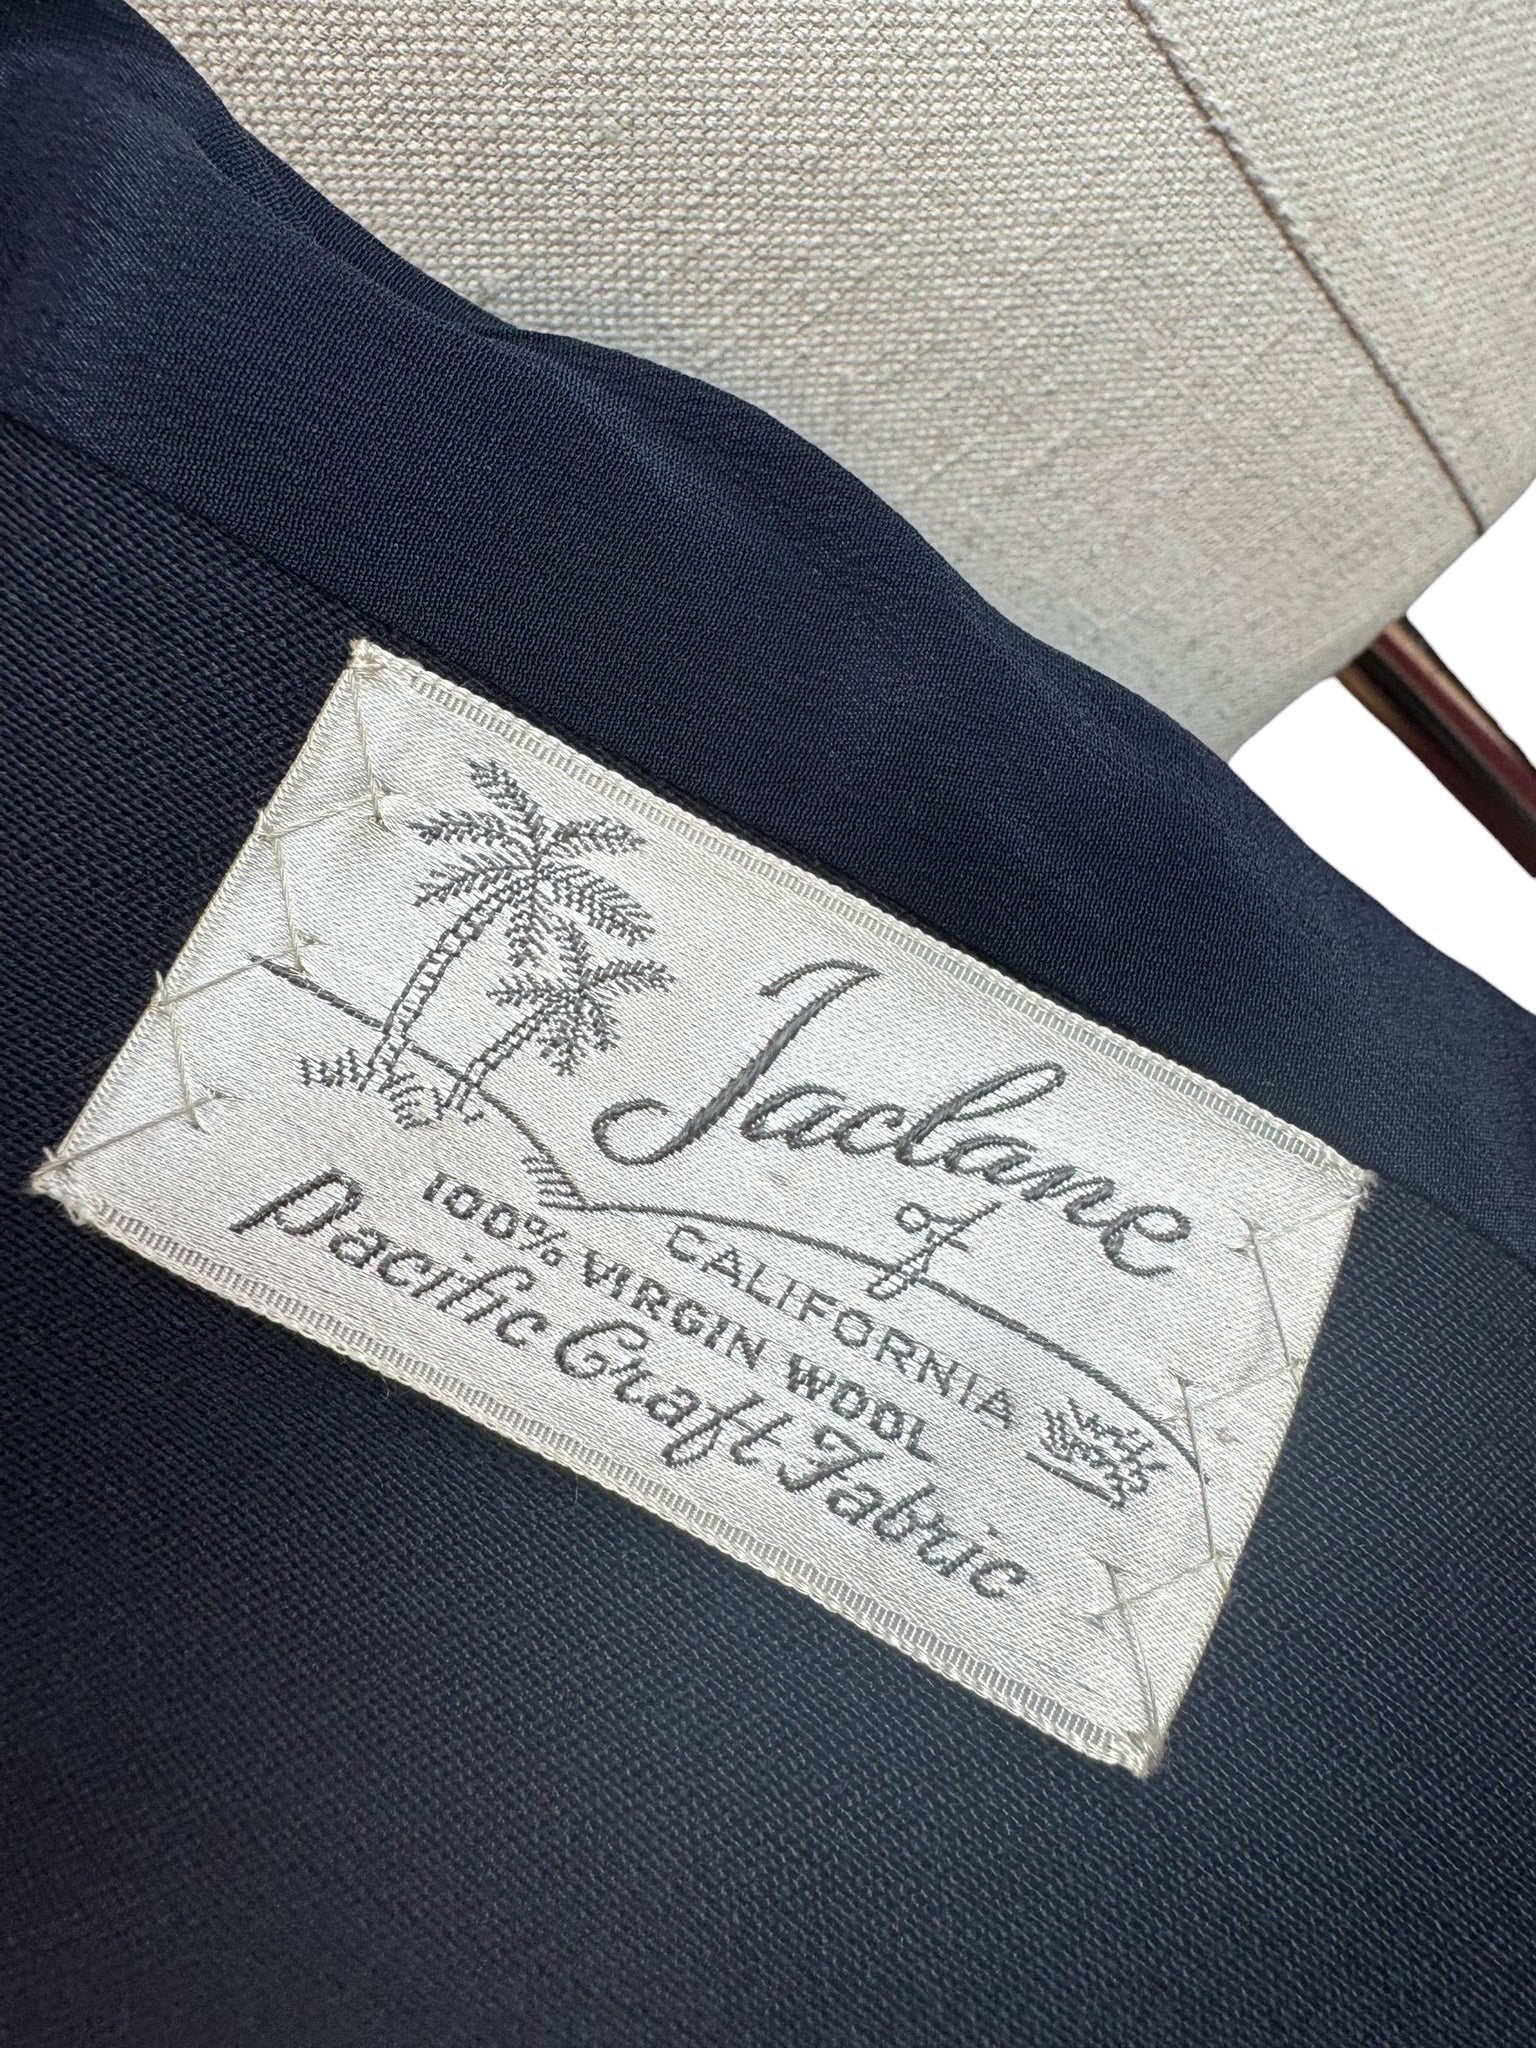 Jaclane
of
CALIFORNIA
100% VIRGIN WOOL
Pacific Craft Fabric